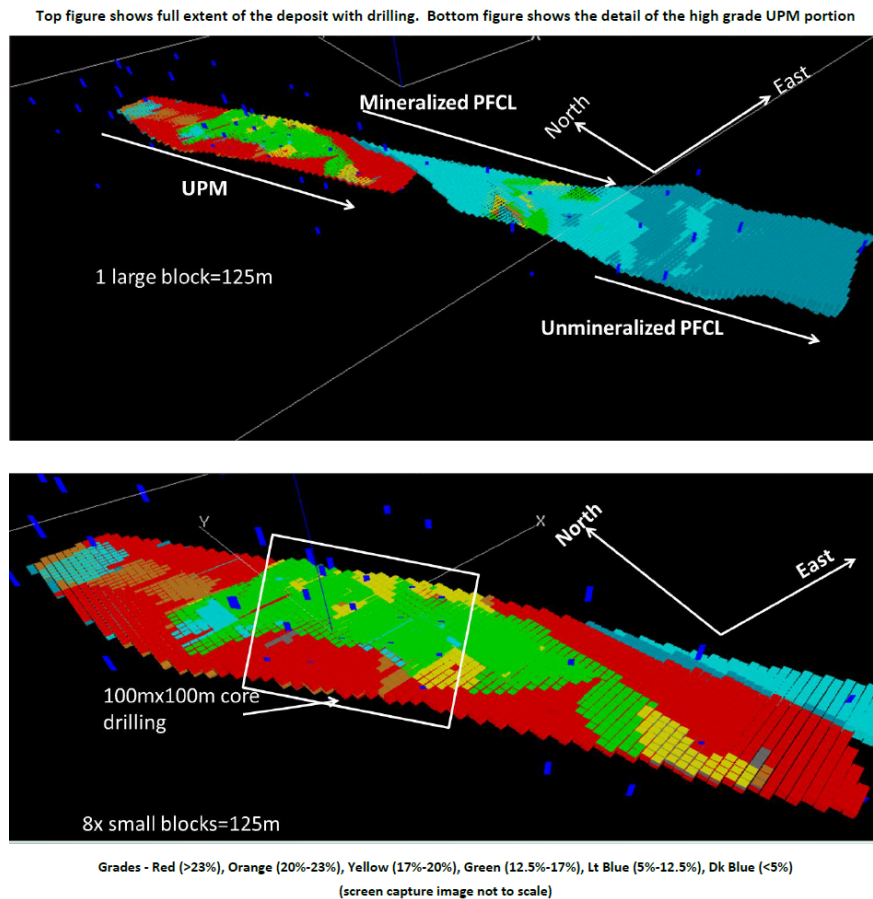 Top figure shows full extent of the deposit with drilling.  Bottom figure shows the detail of the high grade UPM portion
X
Mineralized PFCL
East
North
UPM
1 large block=125m
Unmineralized PFCL
Y
X
North
East
100mx100m core
drilling
8x small blocks=125m
Grades - Red (>23%), Orange (20%-23%), Yellow (17%-20%), Green (12.5%-17%), Lt Blue (5%-12.5%), Dk Blue (<5%)
(screen capture image not to scale)